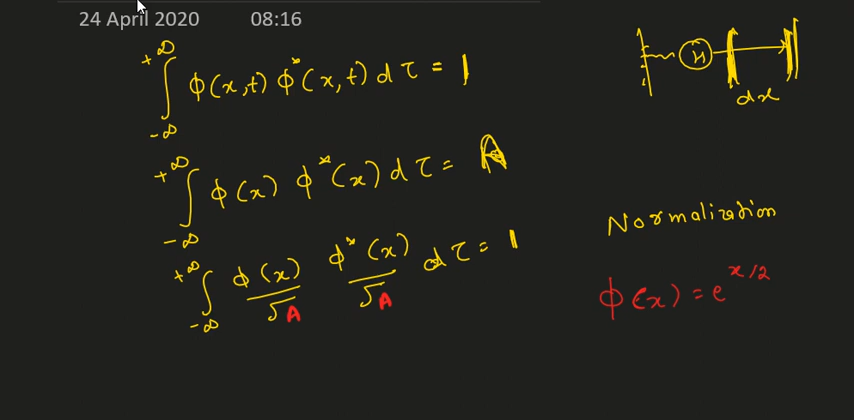 24 April 2020 08:16
∫_{-∞}^{+∞} ϕ(x,t) ϕ*(x,t) dτ = 1
∫_{-∞}^{+∞} ϕ(x) ϕ*(x) dτ = A
∫_{-∞}^{+∞} ϕ(x)/√A ϕ*(x)/√A dτ = 1
H
dx
Normalization
ϕ(x) = e^{x/2}